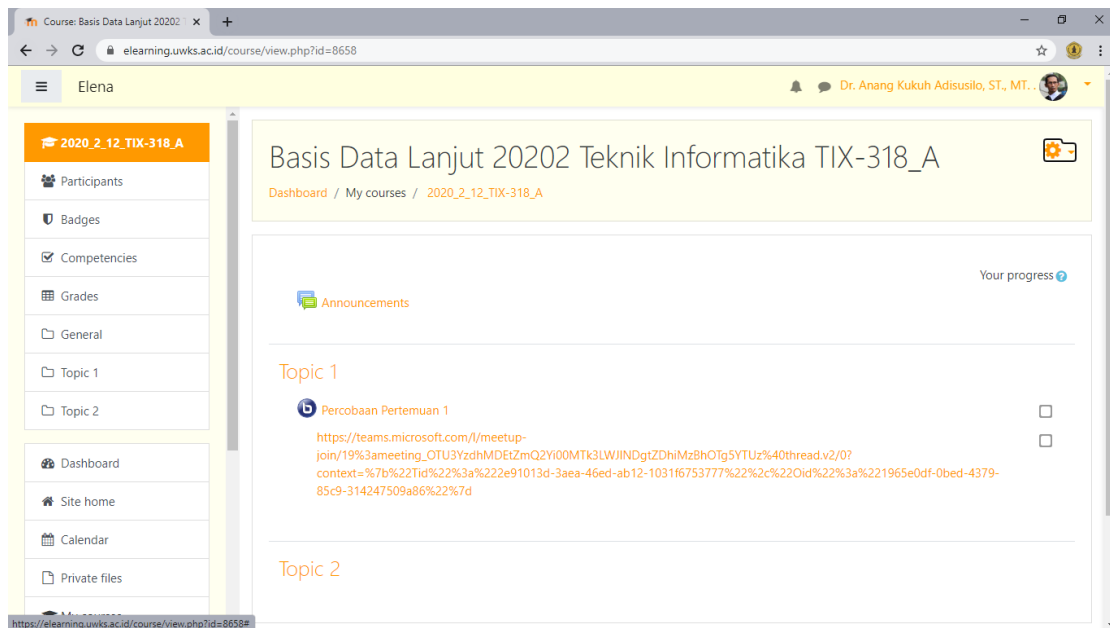 Course: Basis Data Lanjut 20202
elearning.uwks.ac.id/course/view.php?id=8658
Elena
Dr. Anang Kukuh Adisusilo, ST., MT. .
2020_2_12_TIX-318_A
Participants
Badges
Competencies
Grades
General
Topic 1
Topic 2
Dashboard
Site home
Calendar
Private files
My courses
https://elearning.uwks.ac.id/course/view.php?id=8658#
Basis Data Lanjut 20202 Teknik Informatika TIX-318_A
Dashboard / My courses / 2020_2_12_TIX-318_A
Your progress
Announcements
Topic 1
Percobaan Pertemuan 1
https://teams.microsoft.com/l/meetup-
join/19%3ameeting_OTU3YzdhMDEtZmQ2Yi00MTk3LWJlNDgtZDhiMzBhOTg5YTUz%40thread.v2/0?
context=%7b%22Tid%22%3a%222e91013d-3aea-46ed-ab12-1031f6753777%22%2c%22Oid%22%3a%221965e0df-0bed-4379-
85c9-314247509a86%22%7d
Topic 2